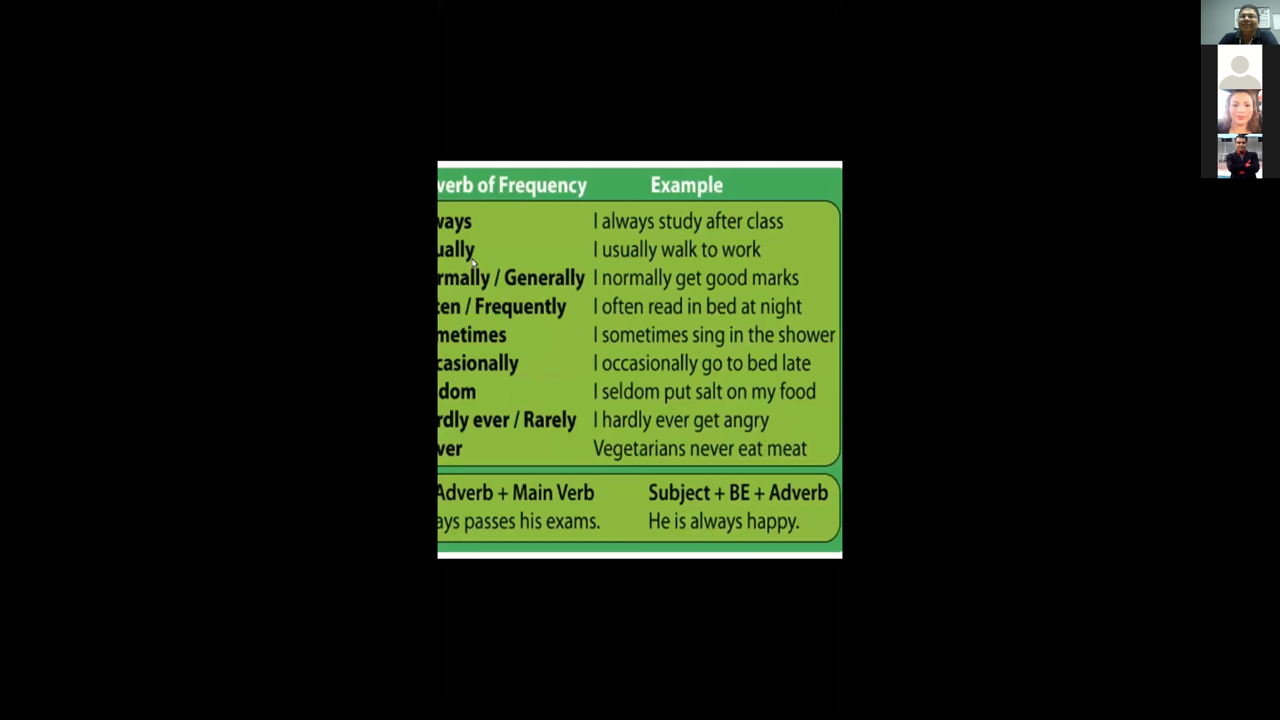 verb of Frequency Example
ways I always study after class
ually I usually walk to work
rmally / Generally I normally get good marks
ten / Frequently I often read in bed at night
metimes I sometimes sing in the shower
casionally I occasionally go to bed late
dom I seldom put salt on my food
rdly ever / Rarely I hardly ever get angry
ver Vegetarians never eat meat
Adverb + Main Verb Subject + BE + Adverb
ays passes his exams. He is always happy.